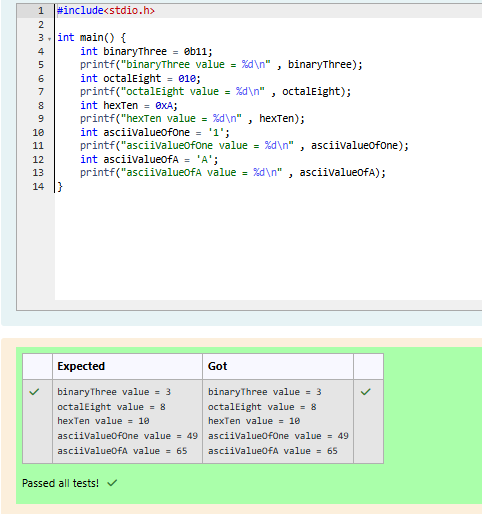 1 #include<stdio.h>
2
3 int main() {
4 int binaryThree = 0b11;
5 printf("binaryThree value = %d\n" , binaryThree);
6 int octalEight = 010;
7 printf("octalEight value = %d\n" , octalEight);
8 int hexTen = 0xA;
9 printf("hexTen value = %d\n" , hexTen);
10 int asciiValueOfOne = '1';
11 printf("asciiValueOfOne value = %d\n" , asciiValueOfOne);
12 int asciiValueOfA = 'A';
13 printf("asciiValueOfA value = %d\n" , asciiValueOfA);
14 }
Expected Got
binaryThree value = 3 binaryThree value = 3
octalEight value = 8 octalEight value = 8
hexTen value = 10 hexTen value = 10
asciiValueOfOne value = 49 asciiValueOfOne value = 49
asciiValueOfA value = 65 asciiValueOfA value = 65
Passed all tests!